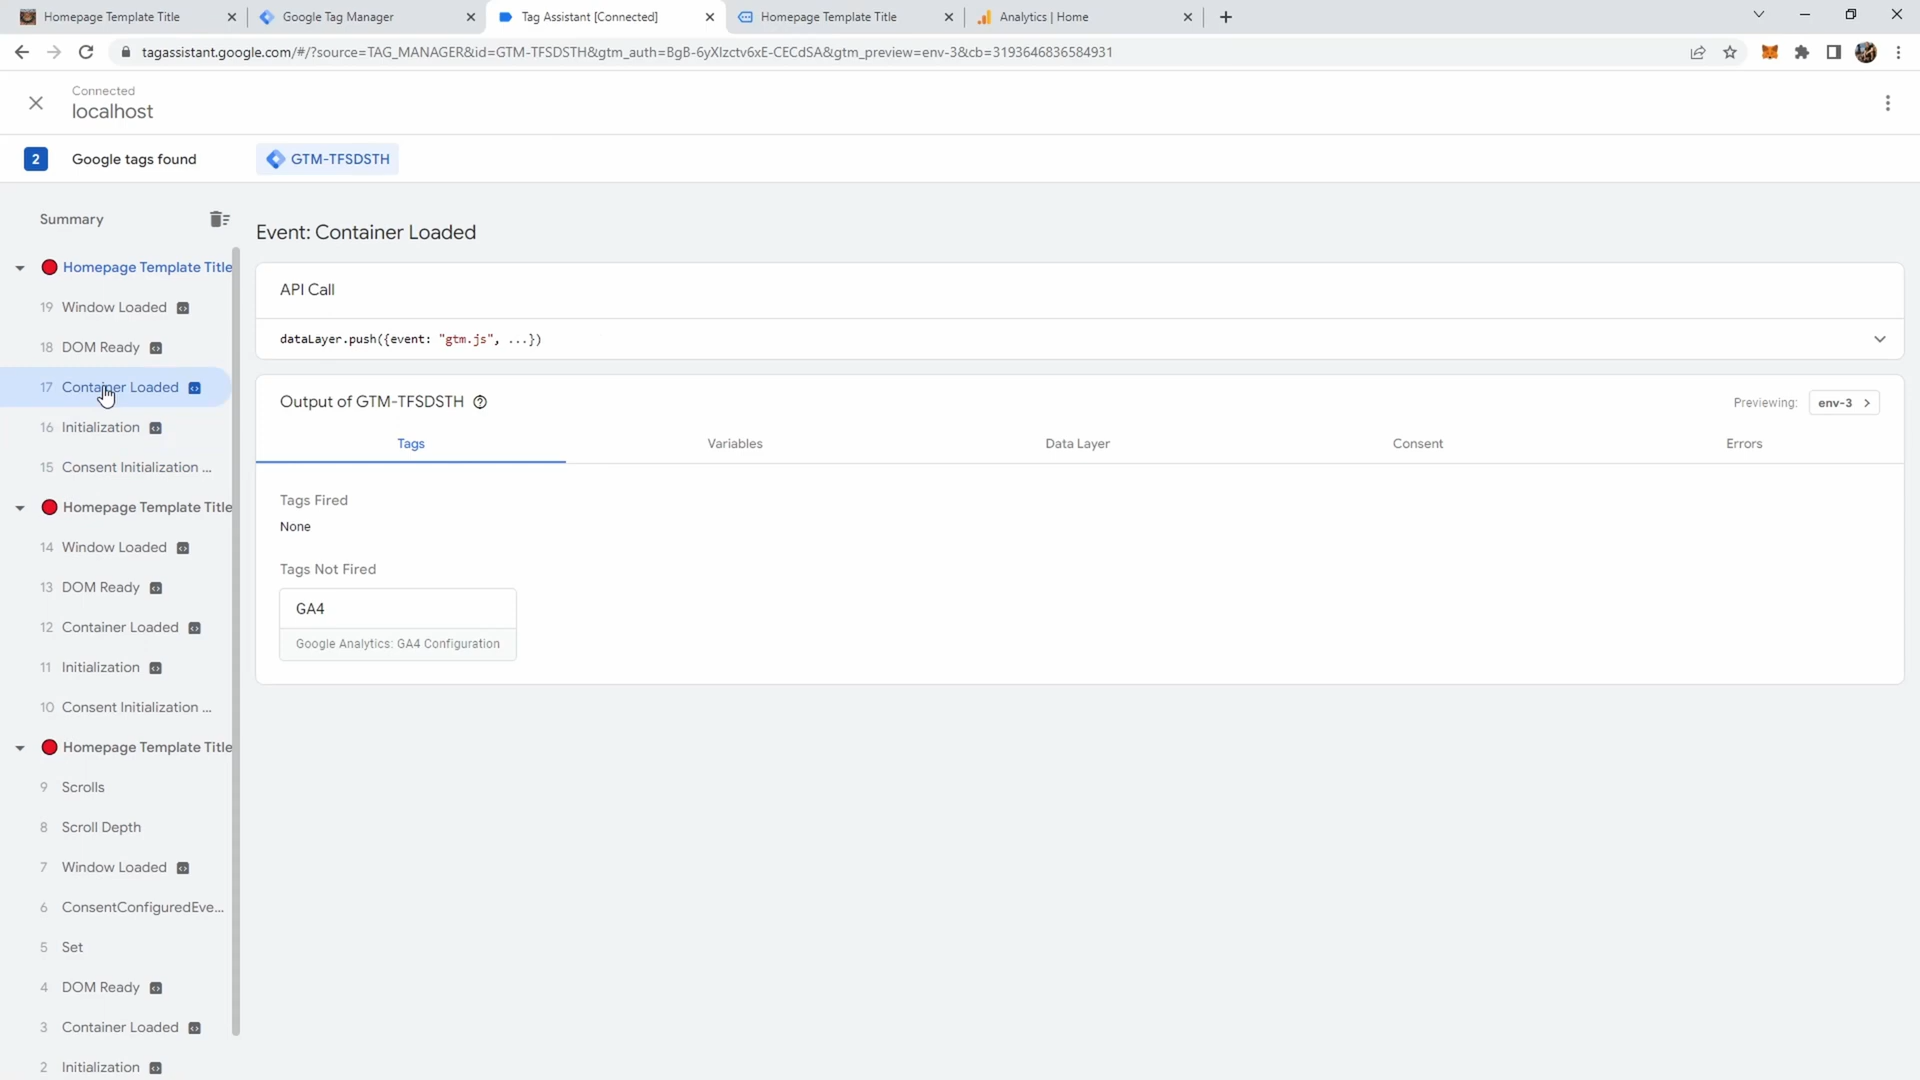 Homepage Template Title
Google Tag Manager
Tag Assistant [Connected]
Homepage Template Title
Analytics | Home
tagassistant.google.com/#/?source=TAG_MANAGER&id=GTM-TFSDSTH&gtm_auth=BgB-6yXlzctv6xE-CECdSA&gtm_preview=env-3&cb=3193646836584931
Connected
localhost
2 Google tags found
GTM-TFSDSTH
Summary
Homepage Template Title
19 Window Loaded
18 DOM Ready
17 Container Loaded
16 Initialization
15 Consent Initialization ...
Homepage Template Title
14 Window Loaded
13 DOM Ready
12 Container Loaded
11 Initialization
10 Consent Initialization ...
Homepage Template Title
9 Scrolls
8 Scroll Depth
7 Window Loaded
6 ConsentConfiguredEve...
5 Set
4 DOM Ready
3 Container Loaded
2 Initialization
Event: Container Loaded
API Call
dataLayer.push({event: "gtm.js", ...})
Output of GTM-TFSDSTH
Previewing: env-3
Tags Variables Data Layer Consent Errors
Tags Fired
None
Tags Not Fired
GA4
Google Analytics: GA4 Configuration